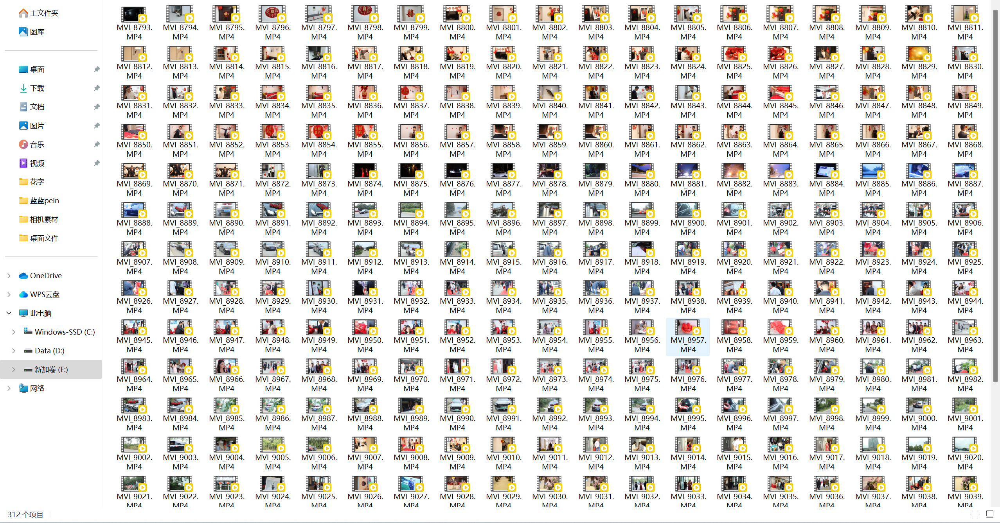 主文件夹
图库
桌面
下载
文档
图片
音乐
视频
花字
蓝蓝pein
相机素材
桌面文件
OneDrive
WPS云盘
此电脑
Windows-SSD (C:)
Data (D:)
新加卷 (E:)
网络
MVI_8793. MVI_8794. MVI_8795. MVI_8796. MVI_8797. MVI_8798. MVI_8799. MVI_8800. MVI_8801. MVI_8802. MVI_8803. MVI_8804. MVI_8805. MVI_8806. MVI_8807. MVI_8808. MVI_8809. MVI_8810. MVI_8811.
MP4 MP4 MP4 MP4 MP4 MP4 MP4 MP4 MP4 MP4 MP4 MP4 MP4 MP4 MP4 MP4 MP4 MP4 MP4
MVI_8812. MVI_8813. MVI_8814. MVI_8815. MVI_8816. MVI_8817. MVI_8818. MVI_8819. MVI_8820. MVI_8821. MVI_8822. MVI_8823. MVI_8824. MVI_8825. MVI_8826. MVI_8827. MVI_8828. MVI_8829. MVI_8830.
MP4 MP4 MP4 MP4 MP4 MP4 MP4 MP4 MP4 MP4 MP4 MP4 MP4 MP4 MP4 MP4 MP4 MP4 MP4
MVI_8831. MVI_8832. MVI_8833. MVI_8834. MVI_8835. MVI_8836. MVI_8837. MVI_8838. MVI_8839. MVI_8840. MVI_8841. MVI_8842. MVI_8843. MVI_8844. MVI_8845. MVI_8846. MVI_8847. MVI_8848. MVI_8849.
MP4 MP4 MP4 MP4 MP4 MP4 MP4 MP4 MP4 MP4 MP4 MP4 MP4 MP4 MP4 MP4 MP4 MP4 MP4
MVI_8850. MVI_8851. MVI_8852. MVI_8853. MVI_8854. MVI_8855. MVI_8856. MVI_8857. MVI_8858. MVI_8859. MVI_8860. MVI_8861. MVI_8862. MVI_8863. MVI_8864. MVI_8865. MVI_8866. MVI_8867. MVI_8868.
MP4 MP4 MP4 MP4 MP4 MP4 MP4 MP4 MP4 MP4 MP4 MP4 MP4 MP4 MP4 MP4 MP4 MP4 MP4
MVI_8869. MVI_8870. MVI_8871. MVI_8872. MVI_8873. MVI_8874. MVI_8875. MVI_8876. MVI_8877. MVI_8878. MVI_8879. MVI_8880. MVI_8881. MVI_8882. MVI_8883. MVI_8884. MVI_8885. MVI_8886. MVI_8887.
MP4 MP4 MP4 MP4 MP4 MP4 MP4 MP4 MP4 MP4 MP4 MP4 MP4 MP4 MP4 MP4 MP4 MP4 MP4
MVI_8888. MVI_8889. MVI_8890. MVI_8891. MVI_8892. MVI_8893. MVI_8894. MVI_8895. MVI_8896. MVI_8897. MVI_8898. MVI_8899. MVI_8900. MVI_8901. MVI_8902. MVI_8903. MVI_8904. MVI_8905. MVI_8906.
MP4 MP4 MP4 MP4 MP4 MP4 MP4 MP4 MP4 MP4 MP4 MP4 MP4 MP4 MP4 MP4 MP4 MP4 MP4
MVI_8907. MVI_8908. MVI_8909. MVI_8910. MVI_8911. MVI_8912. MVI_8913. MVI_8914. MVI_8915. MVI_8916. MVI_8917. MVI_8918. MVI_8919. MVI_8920. MVI_8921. MVI_8922. MVI_8923. MVI_8924. MVI_8925.
MP4 MP4 MP4 MP4 MP4 MP4 MP4 MP4 MP4 MP4 MP4 MP4 MP4 MP4 MP4 MP4 MP4 MP4 MP4
MVI_8926. MVI_8927. MVI_8928. MVI_8929. MVI_8930. MVI_8931. MVI_8932. MVI_8933. MVI_8934. MVI_8935. MVI_8936. MVI_8937. MVI_8938. MVI_8939. MVI_8940. MVI_8941. MVI_8942. MVI_8943. MVI_8944.
MP4 MP4 MP4 MP4 MP4 MP4 MP4 MP4 MP4 MP4 MP4 MP4 MP4 MP4 MP4 MP4 MP4 MP4 MP4
MVI_8945. MVI_8946. MVI_8947. MVI_8948. MVI_8949. MVI_8950. MVI_8951. MVI_8952. MVI_8953. MVI_8954. MVI_8955. MVI_8956. MVI_8957. MVI_8958. MVI_8959. MVI_8960. MVI_8961. MVI_8962. MVI_8963.
MP4 MP4 MP4 MP4 MP4 MP4 MP4 MP4 MP4 MP4 MP4 MP4 MP4 MP4 MP4 MP4 MP4 MP4 MP4
MVI_8964. MVI_8965. MVI_8966. MVI_8967. MVI_8968. MVI_8969. MVI_8970. MVI_8971. MVI_8972. MVI_8973. MVI_8974. MVI_8975. MVI_8976. MVI_8977. MVI_8978. MVI_8979. MVI_8980. MVI_8981. MVI_8982.
MP4 MP4 MP4 MP4 MP4 MP4 MP4 MP4 MP4 MP4 MP4 MP4 MP4 MP4 MP4 MP4 MP4 MP4 MP4
MVI_8983. MVI_8984. MVI_8985. MVI_8986. MVI_8987. MVI_8988. MVI_8989. MVI_8990. MVI_8991. MVI_8992. MVI_8993. MVI_8994. MVI_8995. MVI_8996. MVI_8997. MVI_8998. MVI_8999. MVI_9000. MVI_9001.
MP4 MP4 MP4 MP4 MP4 MP4 MP4 MP4 MP4 MP4 MP4 MP4 MP4 MP4 MP4 MP4 MP4 MP4 MP4
MVI_9002. MVI_9003. MVI_9004. MVI_9005. MVI_9006. MVI_9007. MVI_9008. MVI_9009. MVI_9010. MVI_9011. MVI_9012. MVI_9013. MVI_9014. MVI_9015. MVI_9016. MVI_9017. MVI_9018. MVI_9019. MVI_9020.
MP4 MP4 MP4 MP4 MP4 MP4 MP4 MP4 MP4 MP4 MP4 MP4 MP4 MP4 MP4 MP4 MP4 MP4 MP4
MVI_9021. MVI_9022. MVI_9023. MVI_9024. MVI_9025. MVI_9026. MVI_9027. MVI_9028. MVI_9029. MVI_9030. MVI_9031. MVI_9032. MVI_9033. MVI_9034. MVI_9035. MVI_9036. MVI_9037. MVI_9038. MVI_9039.
MP4 MP4 MP4 MP4 MP4 MP4 MP4 MP4 MP4 MP4 MP4 MP4 MP4 MP4 MP4 MP4 MP4 MP4 MP4
312 个项目